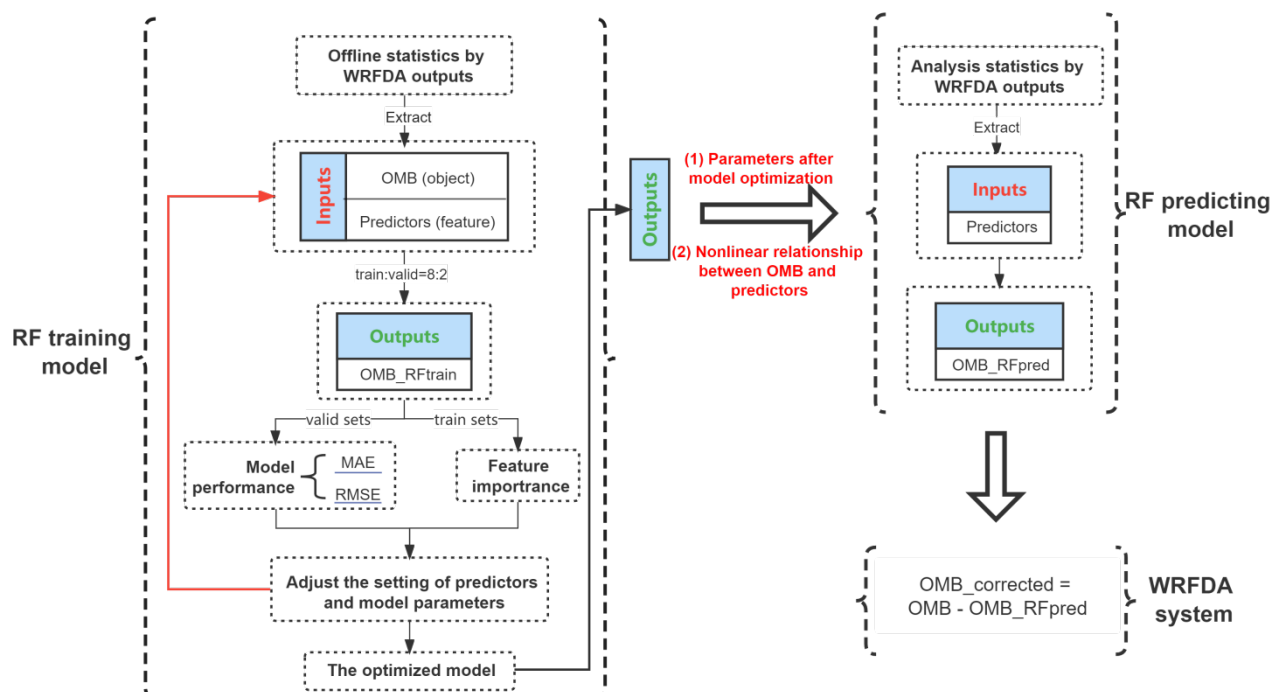 RF training
model
Offline statistics by
WRFDA outputs
Extract
Inputs
OMB (object)
Predictors (feature)
train:valid=8:2
Outputs
OMB_RFtrain
valid sets
train sets
Model
performance
MAE
RMSE
Feature
importrance
Adjust the setting of predictors
and model parameters
The optimized model
Outputs
(1) Parameters after
model optimization
(2) Nonlinear relationship
between OMB and
predictors
Analysis statistics by
WRFDA outputs
Extract
Inputs
Predictors
Outputs
OMB_RFpred
RF predicting
model
OMB_corrected =
OMB - OMB_RFpred
WRFDA
system